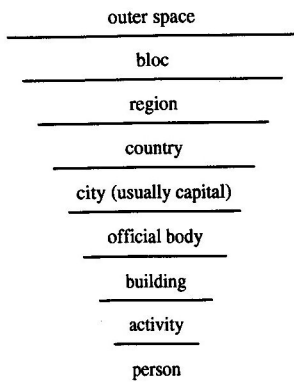 outer space
bloc
region
country
city (usually capital)
official body
building
activity
person